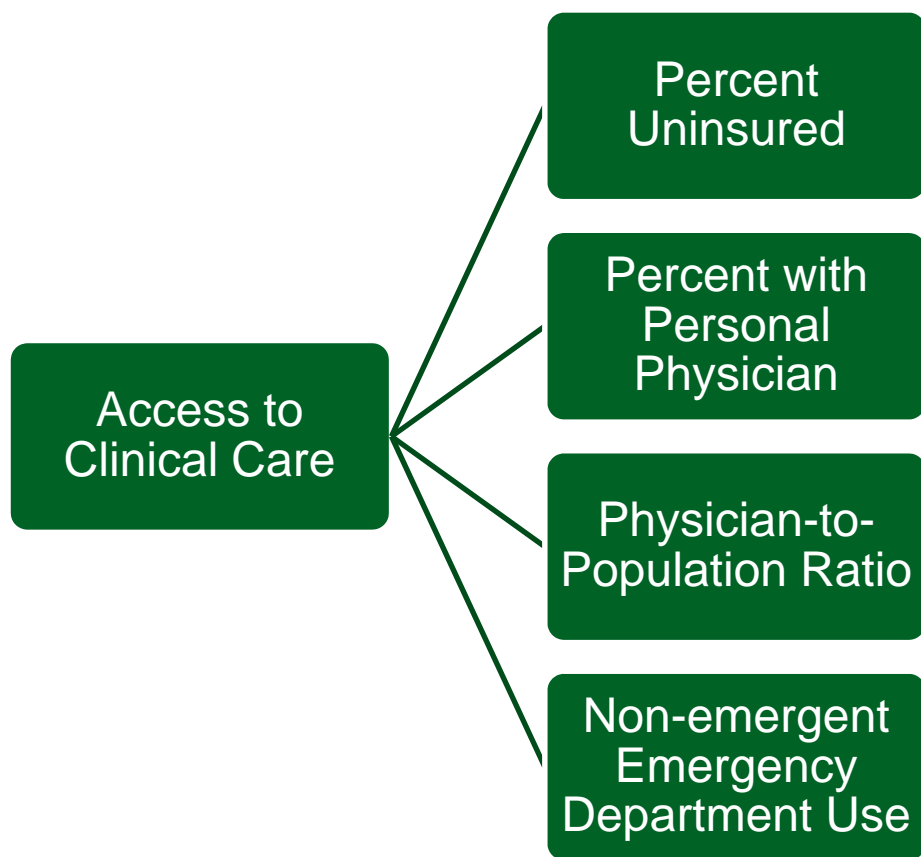 Percent
Uninsured
Percent with
Personal
Physician
Access to
Clinical Care
Physician-to-
Population Ratio
Non-emergent
Emergency
Department Use